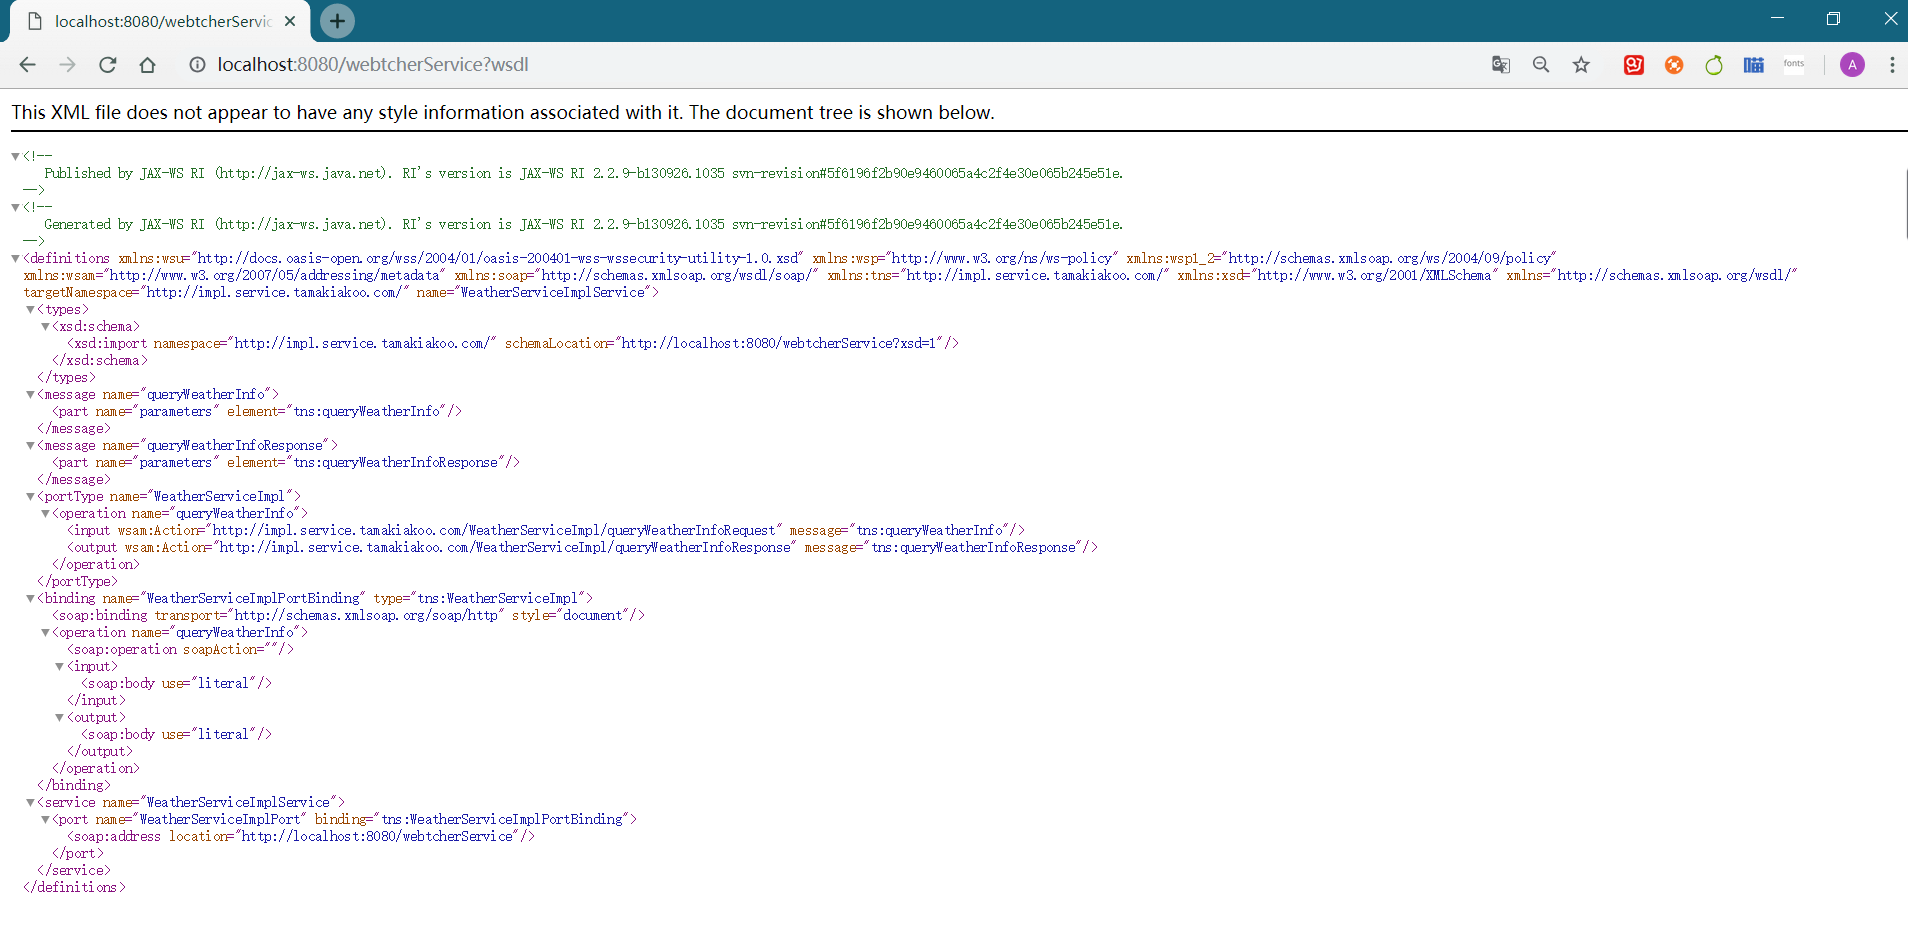 localhost:8080/webtcherServic
localhost:8080/webtcherService?wsdl
fonts
A
This XML file does not appear to have any style information associated with it. The document tree is shown below.
▼<!--
Published by JAX-WS RI (http://jax-ws.java.net). RI's version is JAX-WS RI 2.2.9-b130926.1035 svn-revision#5f6196f2b90e9460065a4c2f4e30e065b245e51e.
-->
▼<!--
Generated by JAX-WS RI (http://jax-ws.java.net). RI's version is JAX-WS RI 2.2.9-b130926.1035 svn-revision#5f6196f2b90e9460065a4c2f4e30e065b245e51e.
-->
▼<definitions xmlns:wsu="http://docs.oasis-open.org/wss/2004/01/oasis-200401-wss-wssecurity-utility-1.0.xsd" xmlns:wsp="http://www.w3.org/ns/ws-policy" xmlns:wsp1_2="http://schemas.xmlsoap.org/ws/2004/09/policy"
xmlns:wsam="http://www.w3.org/2007/05/addressing/metadata" xmlns:soap="http://schemas.xmlsoap.org/wsdl/soap/" xmlns:tns="http://impl.service.tamakiakoo.com/" xmlns:xsd="http://www.w3.org/2001/XMLSchema" xmlns="http://schemas.xmlsoap.org/wsdl/"
targetNamespace="http://impl.service.tamakiakoo.com/" name="WeatherServiceImplService">
▼<types>
▼<xsd:schema>
<xsd:import namespace="http://impl.service.tamakiakoo.com/" schemaLocation="http://localhost:8080/webtcherService?xsd=1"/>
</xsd:schema>
</types>
▼<message name="queryWeatherInfo">
<part name="parameters" element="tns:queryWeatherInfo"/>
</message>
▼<message name="queryWeatherInfoResponse">
<part name="parameters" element="tns:queryWeatherInfoResponse"/>
</message>
▼<portType name="WeatherServiceImpl">
▼<operation name="queryWeatherInfo">
<input wsam:Action="http://impl.service.tamakiakoo.com/WeatherServiceImpl/queryWeatherInfoRequest" message="tns:queryWeatherInfo"/>
<output wsam:Action="http://impl.service.tamakiakoo.com/WeatherServiceImpl/queryWeatherInfoResponse" message="tns:queryWeatherInfoResponse"/>
</operation>
</portType>
▼<binding name="WeatherServiceImplPortBinding" type="tns:WeatherServiceImpl">
<soap:binding transport="http://schemas.xmlsoap.org/soap/http" style="document"/>
▼<operation name="queryWeatherInfo">
<soap:operation soapAction=""/>
▼<input>
<soap:body use="literal"/>
</input>
▼<output>
<soap:body use="literal"/>
</output>
</operation>
</binding>
▼<service name="WeatherServiceImplService">
▼<port name="WeatherServiceImplPort" binding="tns:WeatherServiceImplPortBinding">
<soap:address location="http://localhost:8080/webtcherService"/>
</port>
</service>
</definitions>